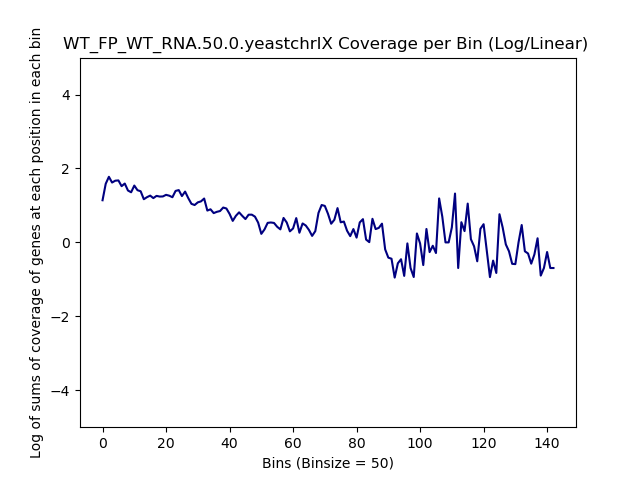 WT_FP_WT_RNA.50.0.yeastchrIX Coverage per Bin (Log/Linear)
Log of sums of coverage of genes at each position in each bin
4
2
0
−2
−4
0 20 40 60 80 100 120 140
Bins (Binsize = 50)